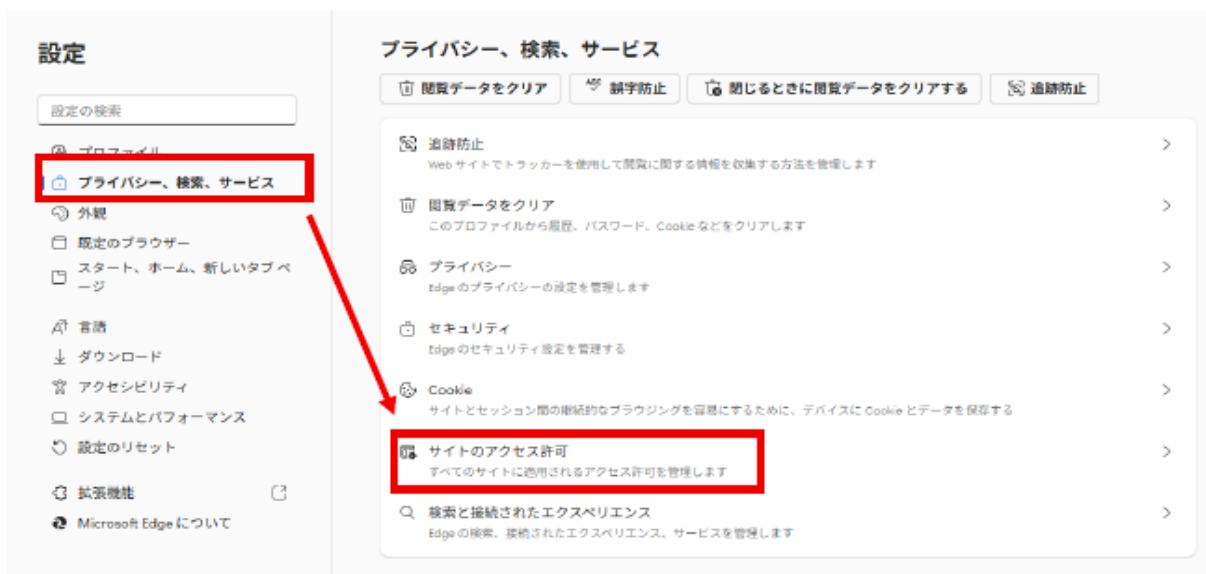 設定
設定の検索
プロファイル
プライバシー、検索、サービス
外観
既定のブラウザー
スタート、ホーム、新しいタブ ペ
ージ
言語
ダウンロード
アクセシビリティ
システムとパフォーマンス
設定のリセット
拡張機能
Microsoft Edge について
プライバシー、検索、サービス
閲覧データをクリア
誤字防止
閉じるときに閲覧データをクリアする
追跡防止
追跡防止
Web サイトでトラッカーを使用して閲覧に関する情報を収集する方法を管理します
閲覧データをクリア
このプロファイルから履歴、パスワード、Cookie などをクリアします
プライバシー
Edge のプライバシーの設定を管理します
セキュリティ
Edge のセキュリティ設定を管理する
Cookie
サイトとセッション間の継続的なブラウジングを容易にするために、デバイスに Cookie とデータを保存する
サイトのアクセス許可
すべてのサイトに適用されるアクセス許可を管理します
検索と接続されたエクスペリエンス
Edge の検索、接続されたエクスペリエンス、サービスを管理します